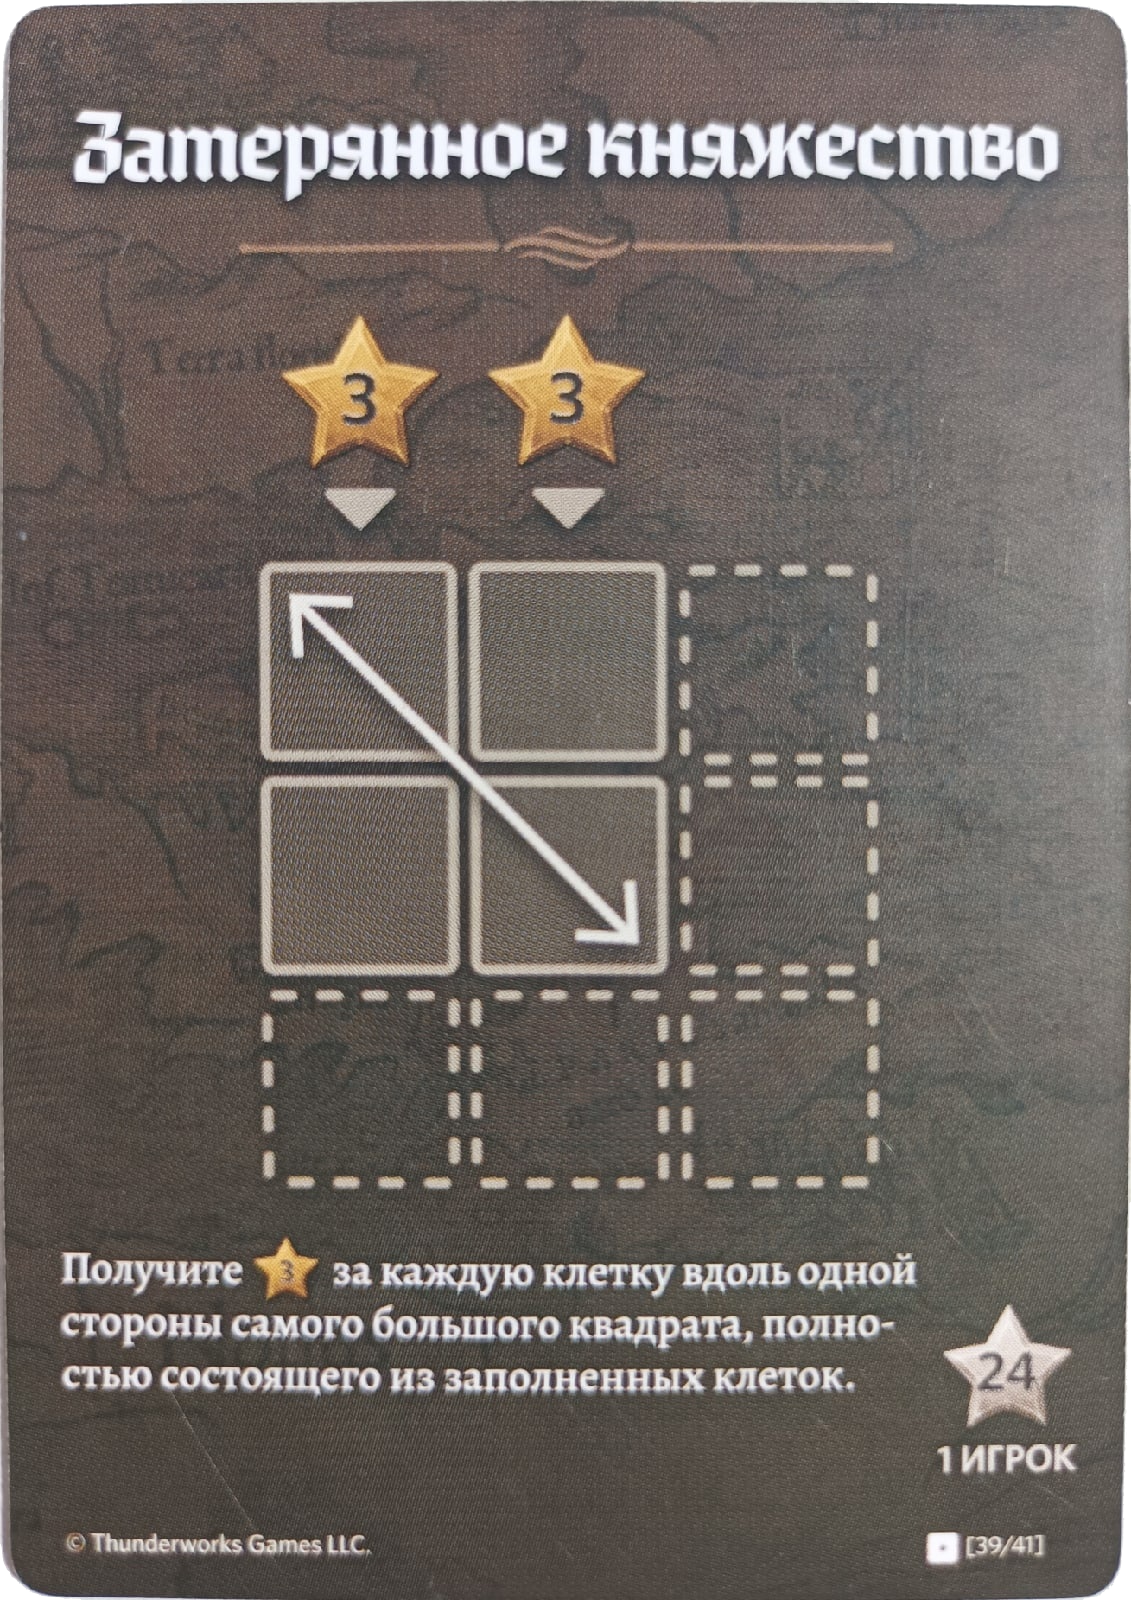 Затерянное княжество
3 3
Получите 3 за каждую клетку вдоль одной
стороны самого большого квадрата, полно-
стью состоящего из заполненных клеток.
24
1 ИГРОК
© Thunderworks Games LLC.
[39/41]